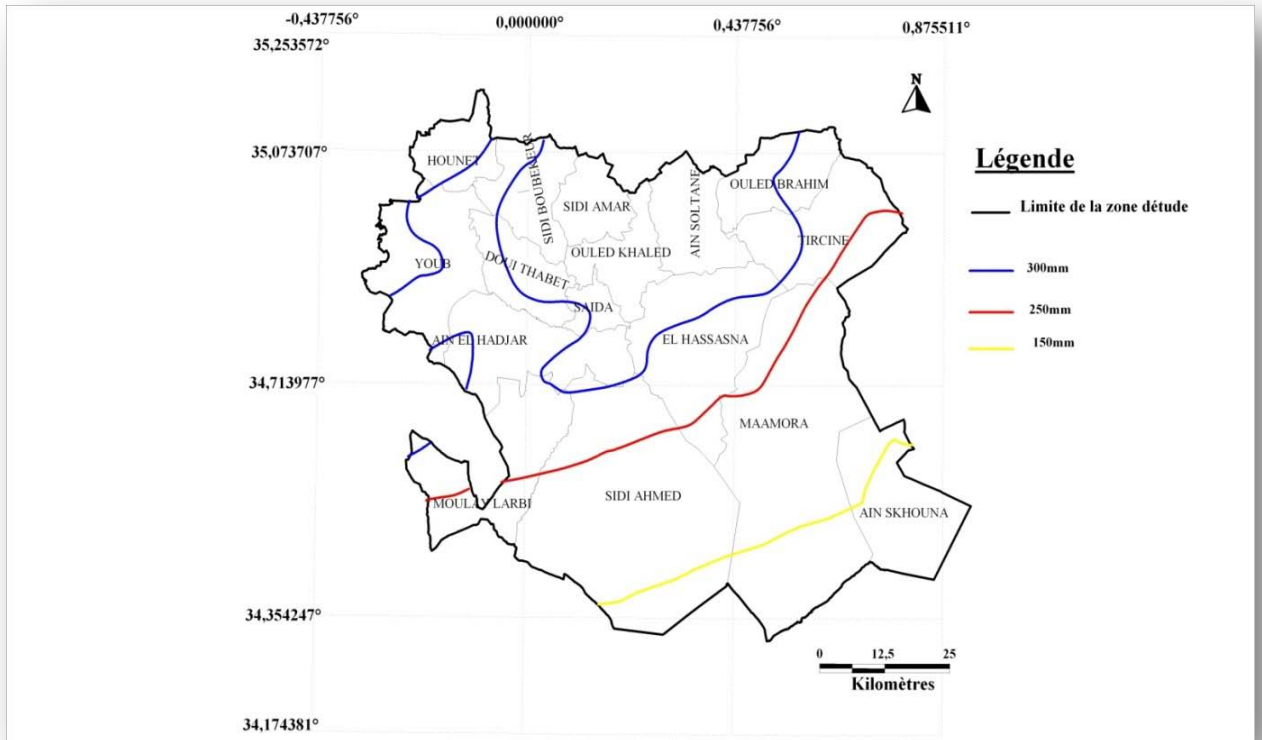 -0,437756°
0,000000°
0,437756°
0,875511°
35,253572°
N
35,073707°
HOUNET
SIDI BOUBEKEUR
OULED BRAHIM
Légende
SIDI AMAR
AIN SOLTANE
Limite de la zone détude
TIRCINE
OULED KHALED
YOUB
DOUI THABET
300mm
SAIDA
250mm
AIN EL HADJAR
EL HASSASNA
150mm
34,713977°
MAAMORA
SIDI AHMED
MOULAY LARBI
AIN SKHOUNA
34,354247°
0 12,5 25
Kilomètres
34,174381°